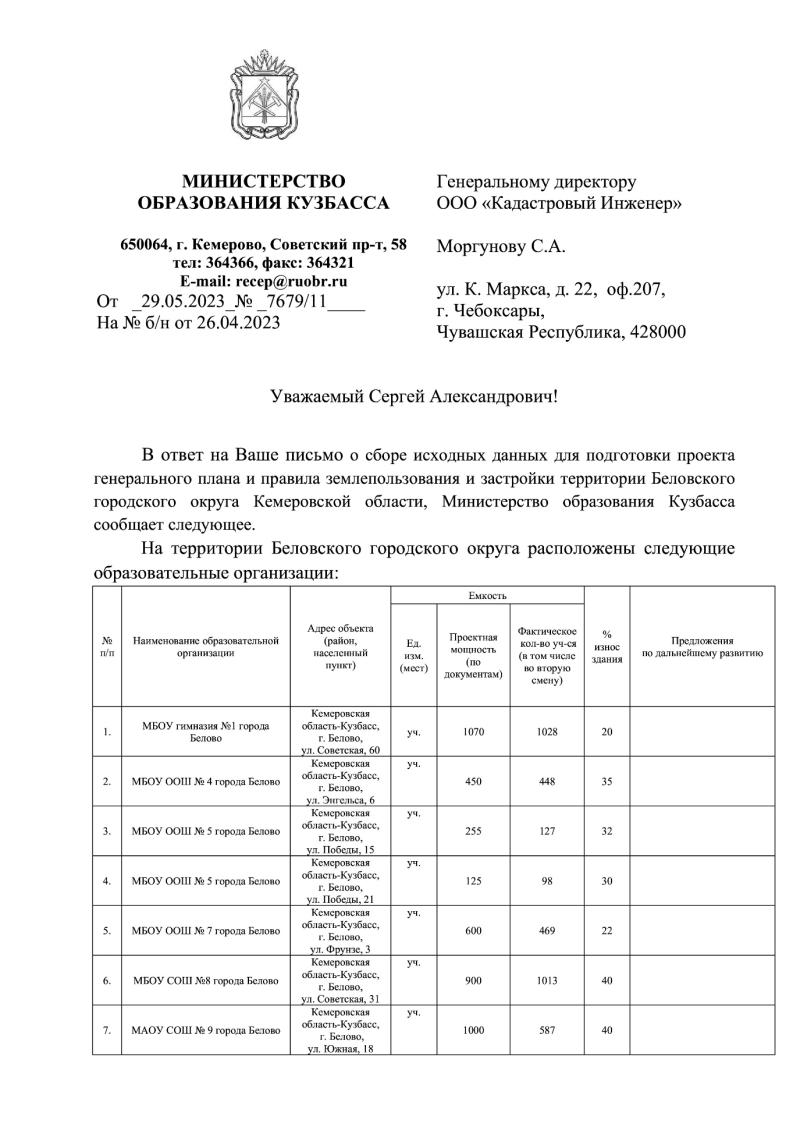 МИНИСТЕРСТВО
ОБРАЗОВАНИЯ КУЗБАССА
650064, г. Кемерово, Советский пр-т, 58
тел: 364366, факс: 364321
E-mail: recep@ruobr.ru
От _29.05.2023_№ _7679/11____
На № б/н от 26.04.2023
Генеральному директору
ООО «Кадастровый Инженер»
Моргунову С.А.
ул. К. Маркса, д. 22, оф.207,
г. Чебоксары,
Чувашская Республика, 428000
Уважаемый Сергей Александрович!
В ответ на Ваше письмо о сборе исходных данных для подготовки проекта
генерального плана и правила землепользования и застройки территории Беловского
городского округа Кемеровской области, Министерство образования Кузбасса
сообщает следующее.
На территории Беловского городского округа расположены следующие
образовательные организации:
№
п/п
Наименование образовательной
организации
Адрес объекта
(район,
населенный
пункт)
Емкость
Ед.
изм.
(мест)
Проектная
мощность
(по
документам)
Фактическое
кол-во уч-ся
(в том числе
во вторую
смену)
%
износ
здания
Предложения
по дальнейшему развитию
1.
МБОУ гимназия №1 города
Белово
Кемеровская
область-Кузбасс,
г. Белово,
ул. Советская, 60
уч.
1070
1028
20
2.
МБОУ ООШ № 4 города Белово
Кемеровская
область-Кузбасс,
г. Белово,
ул. Энгельса, 6
уч.
450
448
35
3.
МБОУ ООШ № 5 города Белово
Кемеровская
область-Кузбасс,
г. Белово,
ул. Победы, 15
уч.
255
127
32
4.
МБОУ ООШ № 5 города Белово
Кемеровская
область-Кузбасс,
г. Белово,
ул. Победы, 21
уч.
125
98
30
5.
МБОУ ООШ № 7 города Белово
Кемеровская
область-Кузбасс,
г. Белово,
ул. Фрунзе, 3
уч.
600
469
22
6.
МБОУ СОШ №8 города Белово
Кемеровская
область-Кузбасс,
г. Белово,
ул. Советская, 31
уч.
900
1013
40
7.
МАОУ СОШ № 9 города Белово
Кемеровская
область-Кузбасс,
г. Белово,
ул. Южная, 18
уч.
1000
587
40